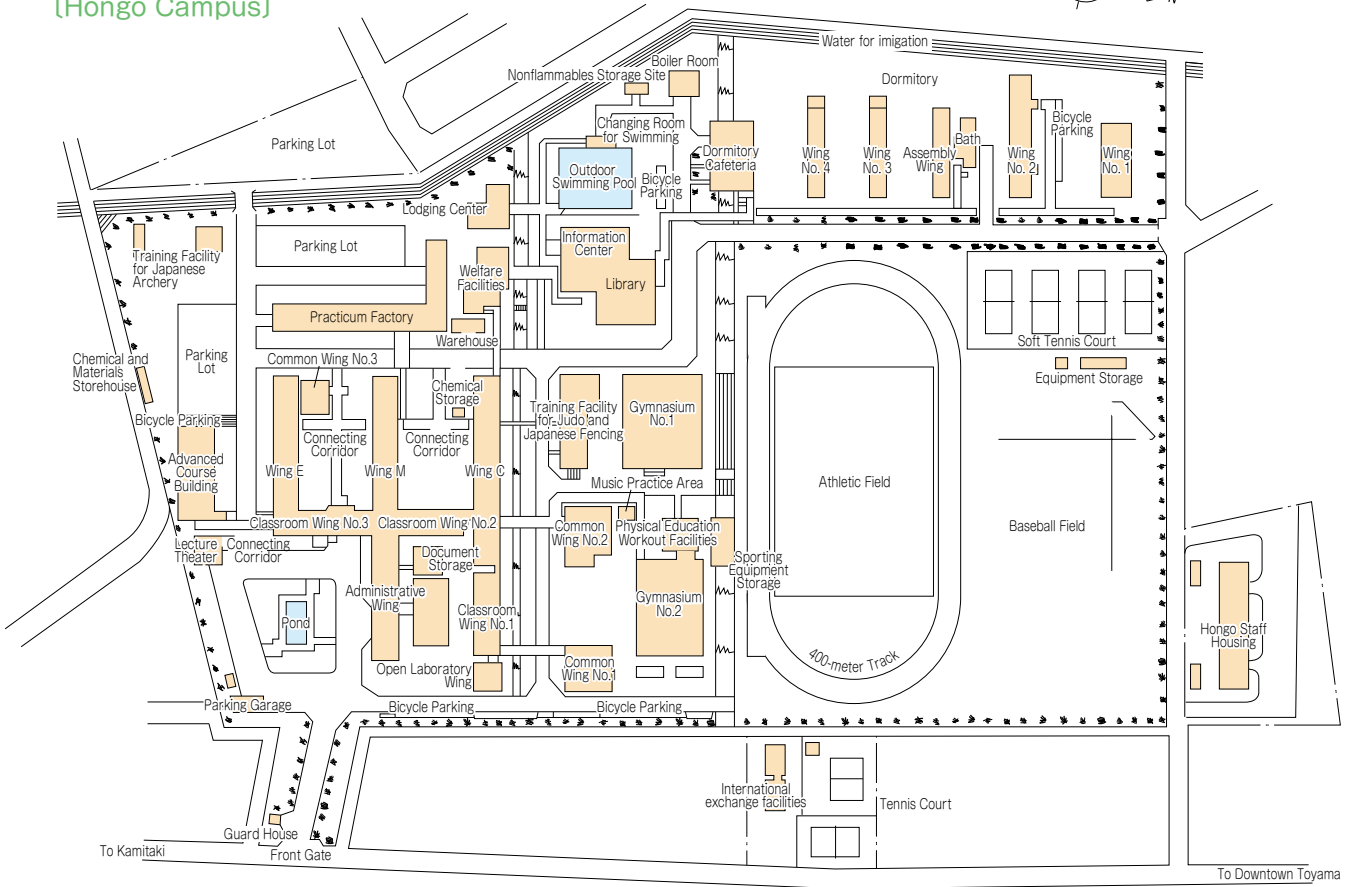 [Hongo Campus]
N
Water for imigation
Boiler Room
Nonflammables Storage Site
Dormitory
Parking Lot
Changing Room
for Swimming
Dormitory
Cafeteria
Wing
No. 4
Wing
No. 3
Assembly
Wing
Bath
Wing
No. 2
Bicycle
Parking
Wing
No. 1
Outdoor
Swimming Pool
Bicycle
Parking
Lodging Center
Parking Lot
Information
Center
Library
Training Facility
for Japanese
Archery
Welfare
Facilities
Practicum Factory
Warehouse
Soft Tennis Court
Equipment Storage
Chemical and
Materials
Storehouse
Parking
Lot
Common Wing No.3
Chemical
Storage
Bicycle Parking
Training Facility
for Judo and
Japanese Fencing
Gymnasium
No.1
Connecting
Corridor
Connecting
Corridor
Advanced
Course
Building
Wing E
Wing M
Wing C
Music Practice Area
Athletic Field
Classroom Wing No.3
Classroom Wing No.2
Common
Wing No.2
Physical Education
Workout Facilities
Baseball Field
Lecture
Theater
Connecting
Corridor
Document
Storage
Sporting
Equipment
Storage
Administrative
Wing
Classroom
Wing No.1
Gymnasium
No.2
Pond
Hongo Staff
Housing
400-meter Track
Open Laboratory
Wing
Common
Wing No.1
Parking Garage
Bicycle Parking
Bicycle Parking
International
exchange facilities
Tennis Court
Guard House
Front Gate
To Kamitaki
To Downtown Toyama